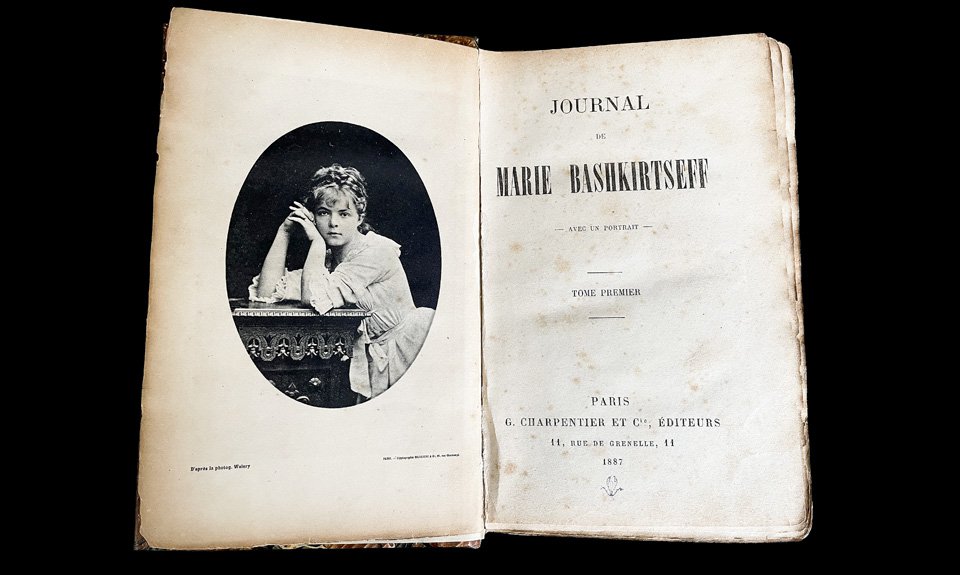 D'après la photog. Walery
PARIS. —
JOURNAL
DE
MARIE BASHKIRTSEFF
— AVEC UN PORTRAIT —
TOME PREMIER
PARIS
G. CHARPENTIER ET Cie, ÉDITEURS
11, RUE DE GRENELLE, 11
1887